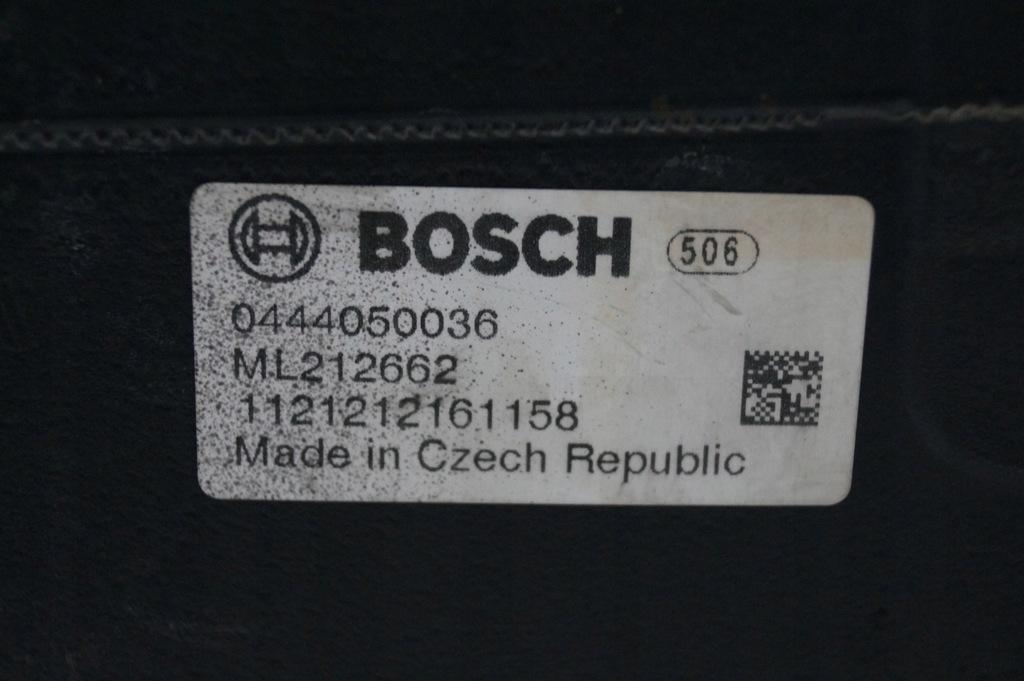 BOSCH 506
0444050036
ML212662
1121212161158
Made in Czech Republic